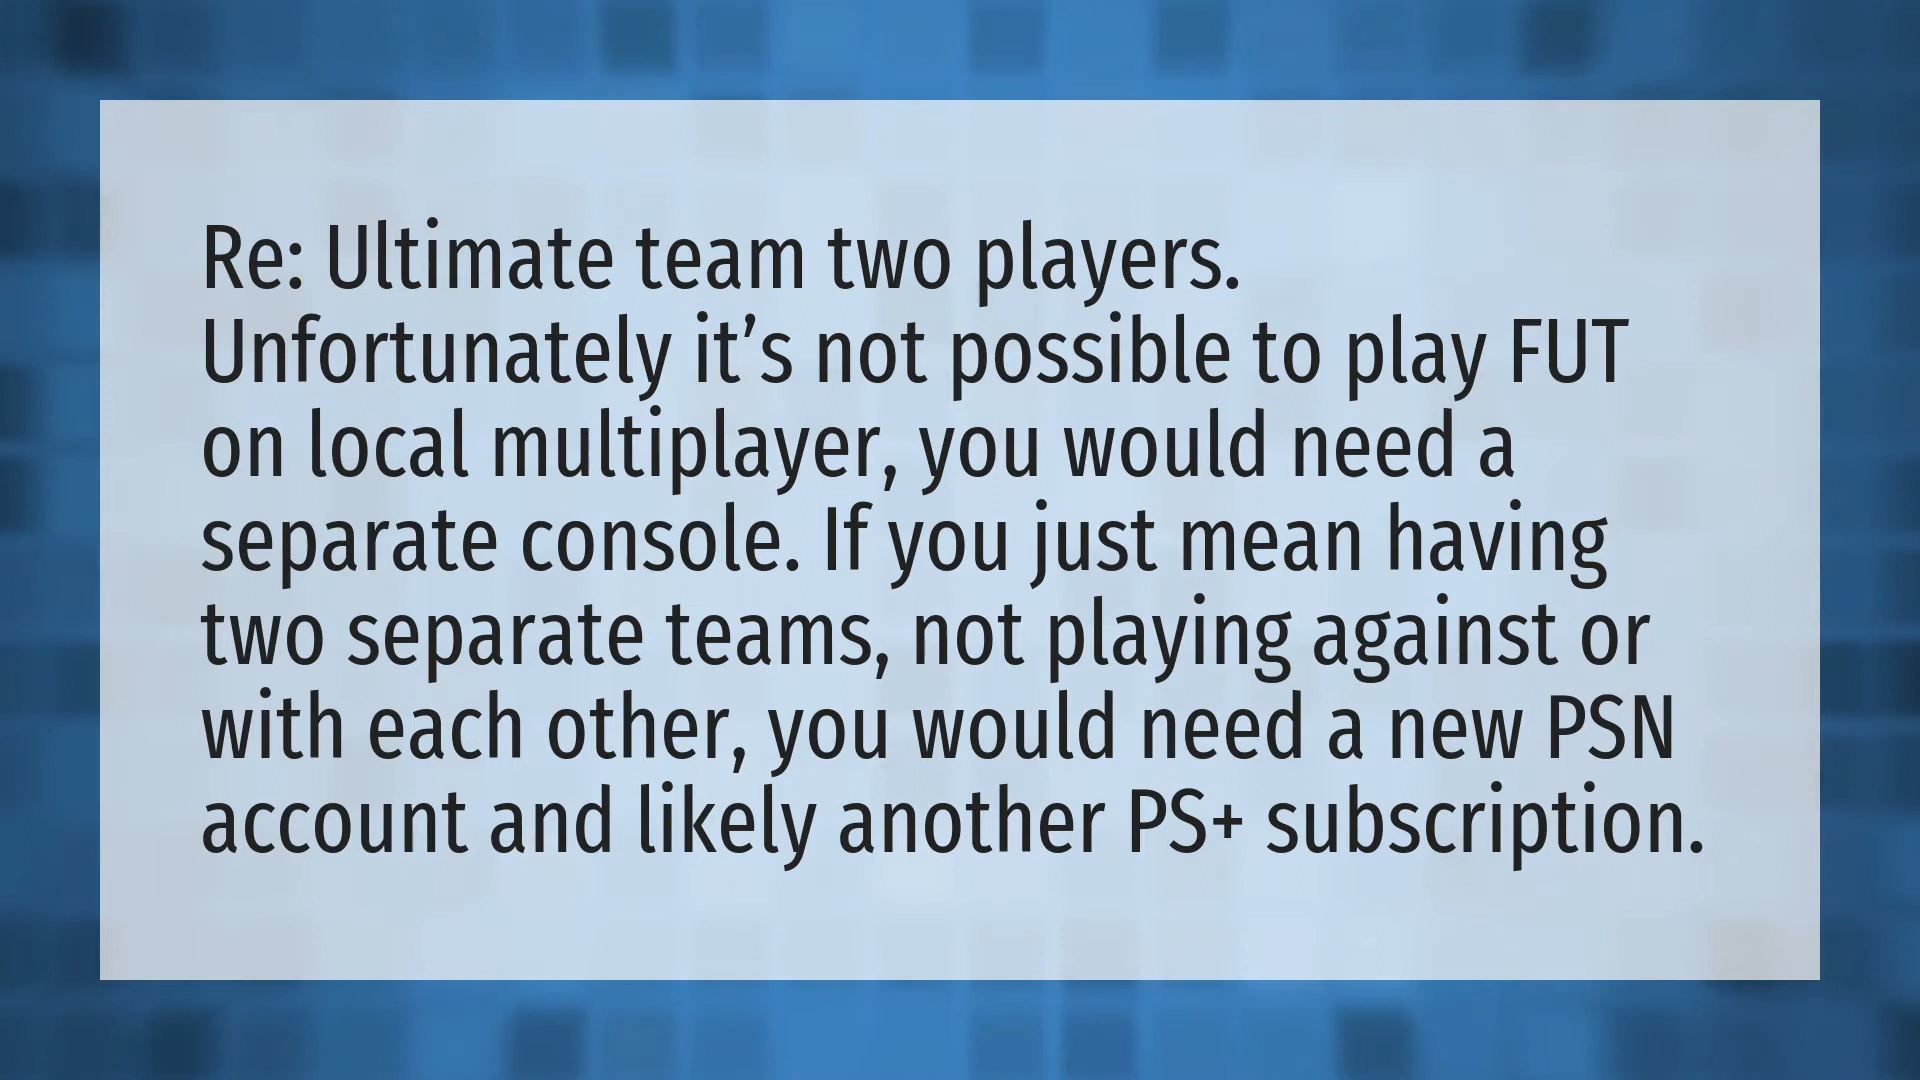 Re: Ultimate team two players.
Unfortunately it’s not possible to play FUT
on local multiplayer, you would need a
separate console. If you just mean having
two separate teams, not playing against or
with each other, you would need a new PSN
account and likely another PS+ subscription.